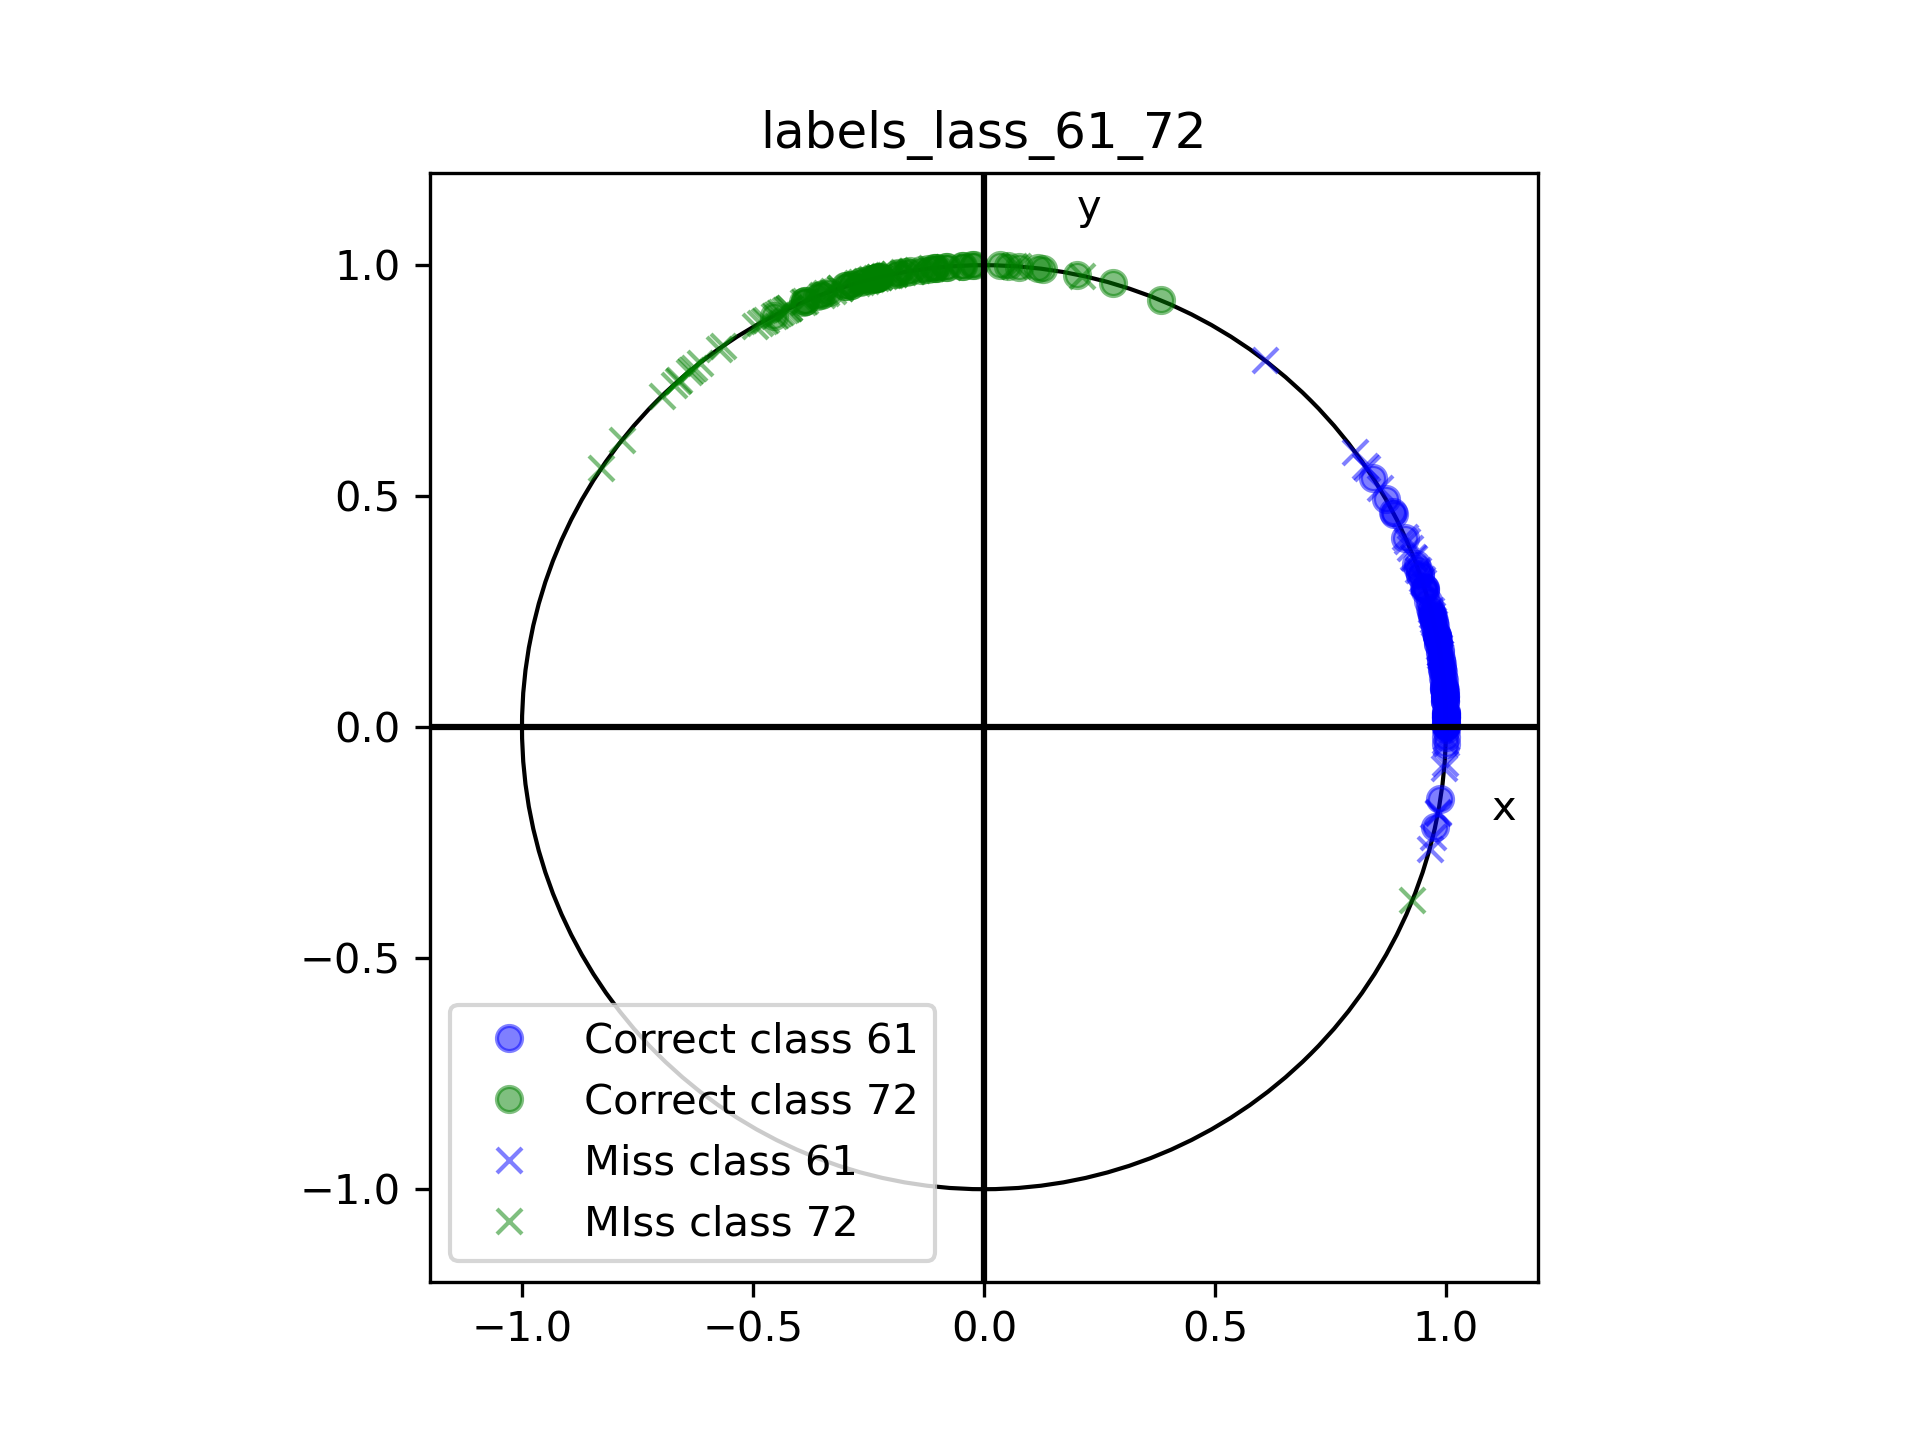 labels_lass_61_72
y
1.0
0.5
0.0
x
−0.5
−1.0
Correct class 61
Correct class 72
Miss class 61
MIss class 72
−1.0 −0.5 0.0 0.5 1.0